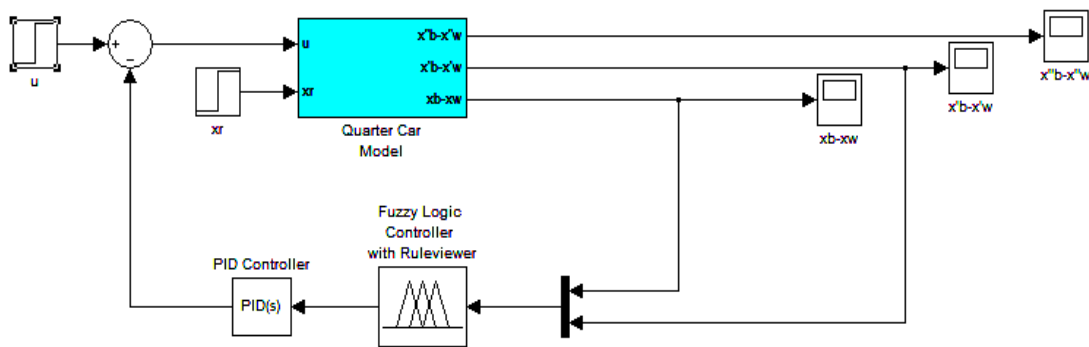 u
+
−
u
xr
x"b-x"w
x'b-x'w
xb-xw
Quarter Car
Model
xr
x"b-x"w
x'b-x'w
xb-xw
Fuzzy Logic
Controller
with Ruleviewer
PID Controller
PID(s)